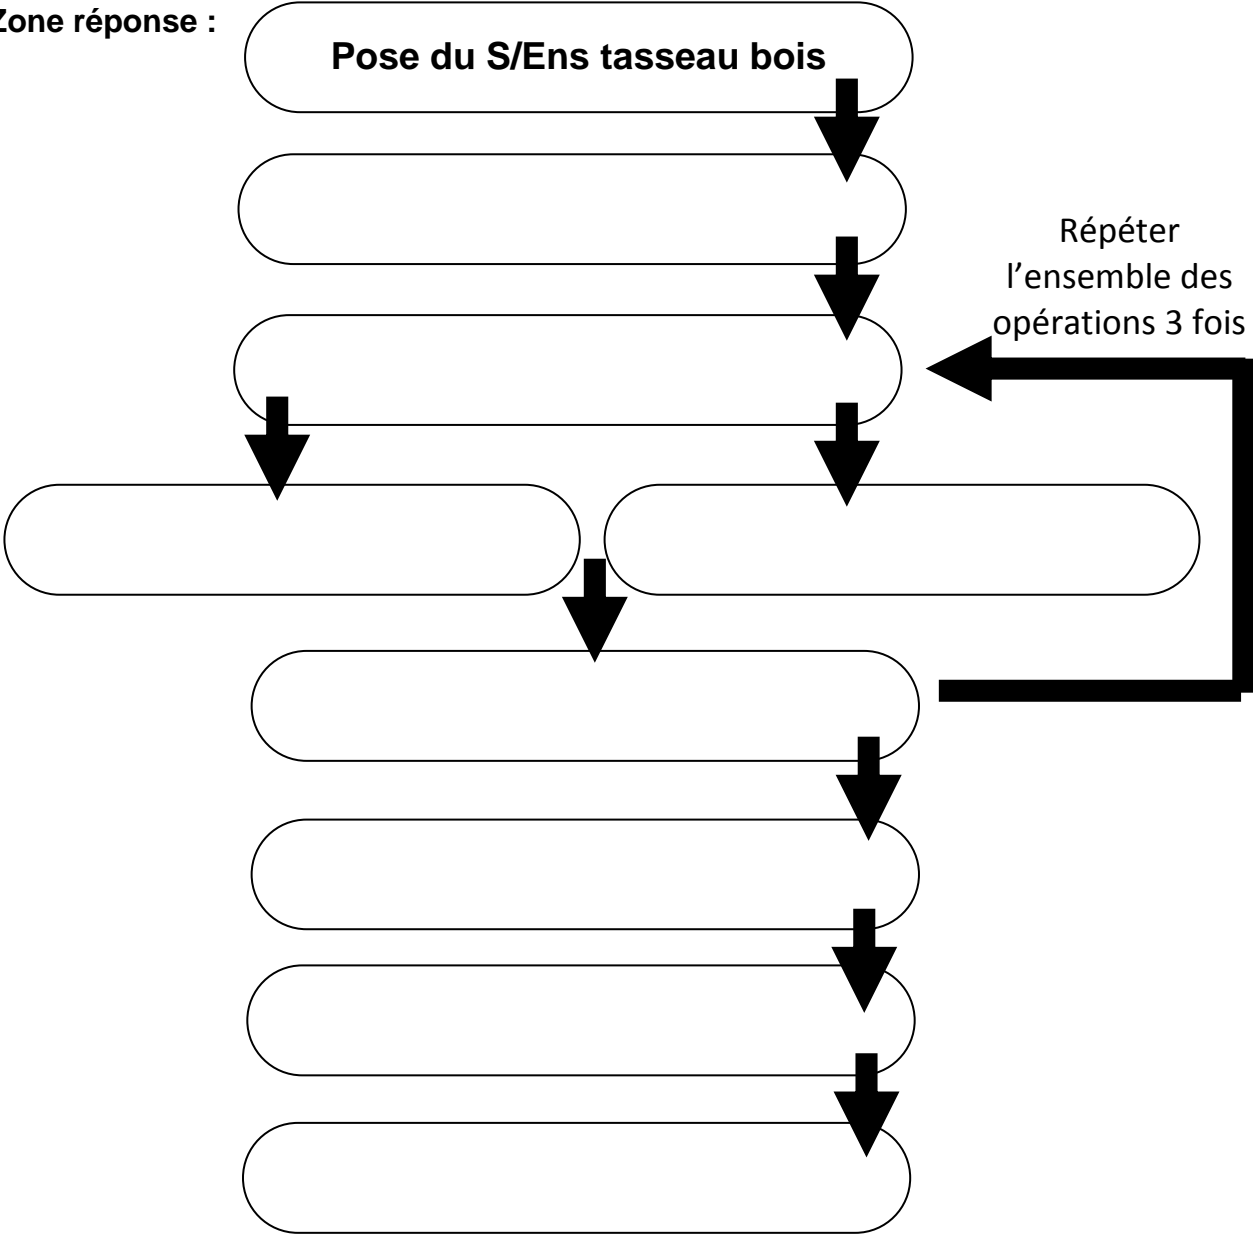 Zone réponse :
Pose du S/Ens tasseau bois
Répéter
l'ensemble des
opérations 3 fois